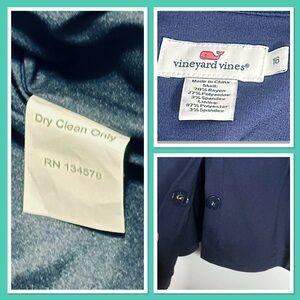 Dry Clean Only
RN 134578
vineyard vines®
16
Made in China
Shell:
70% Rayon
27% Polyester
3% Spandex
Lining:
97% Polyester
3% Spandex